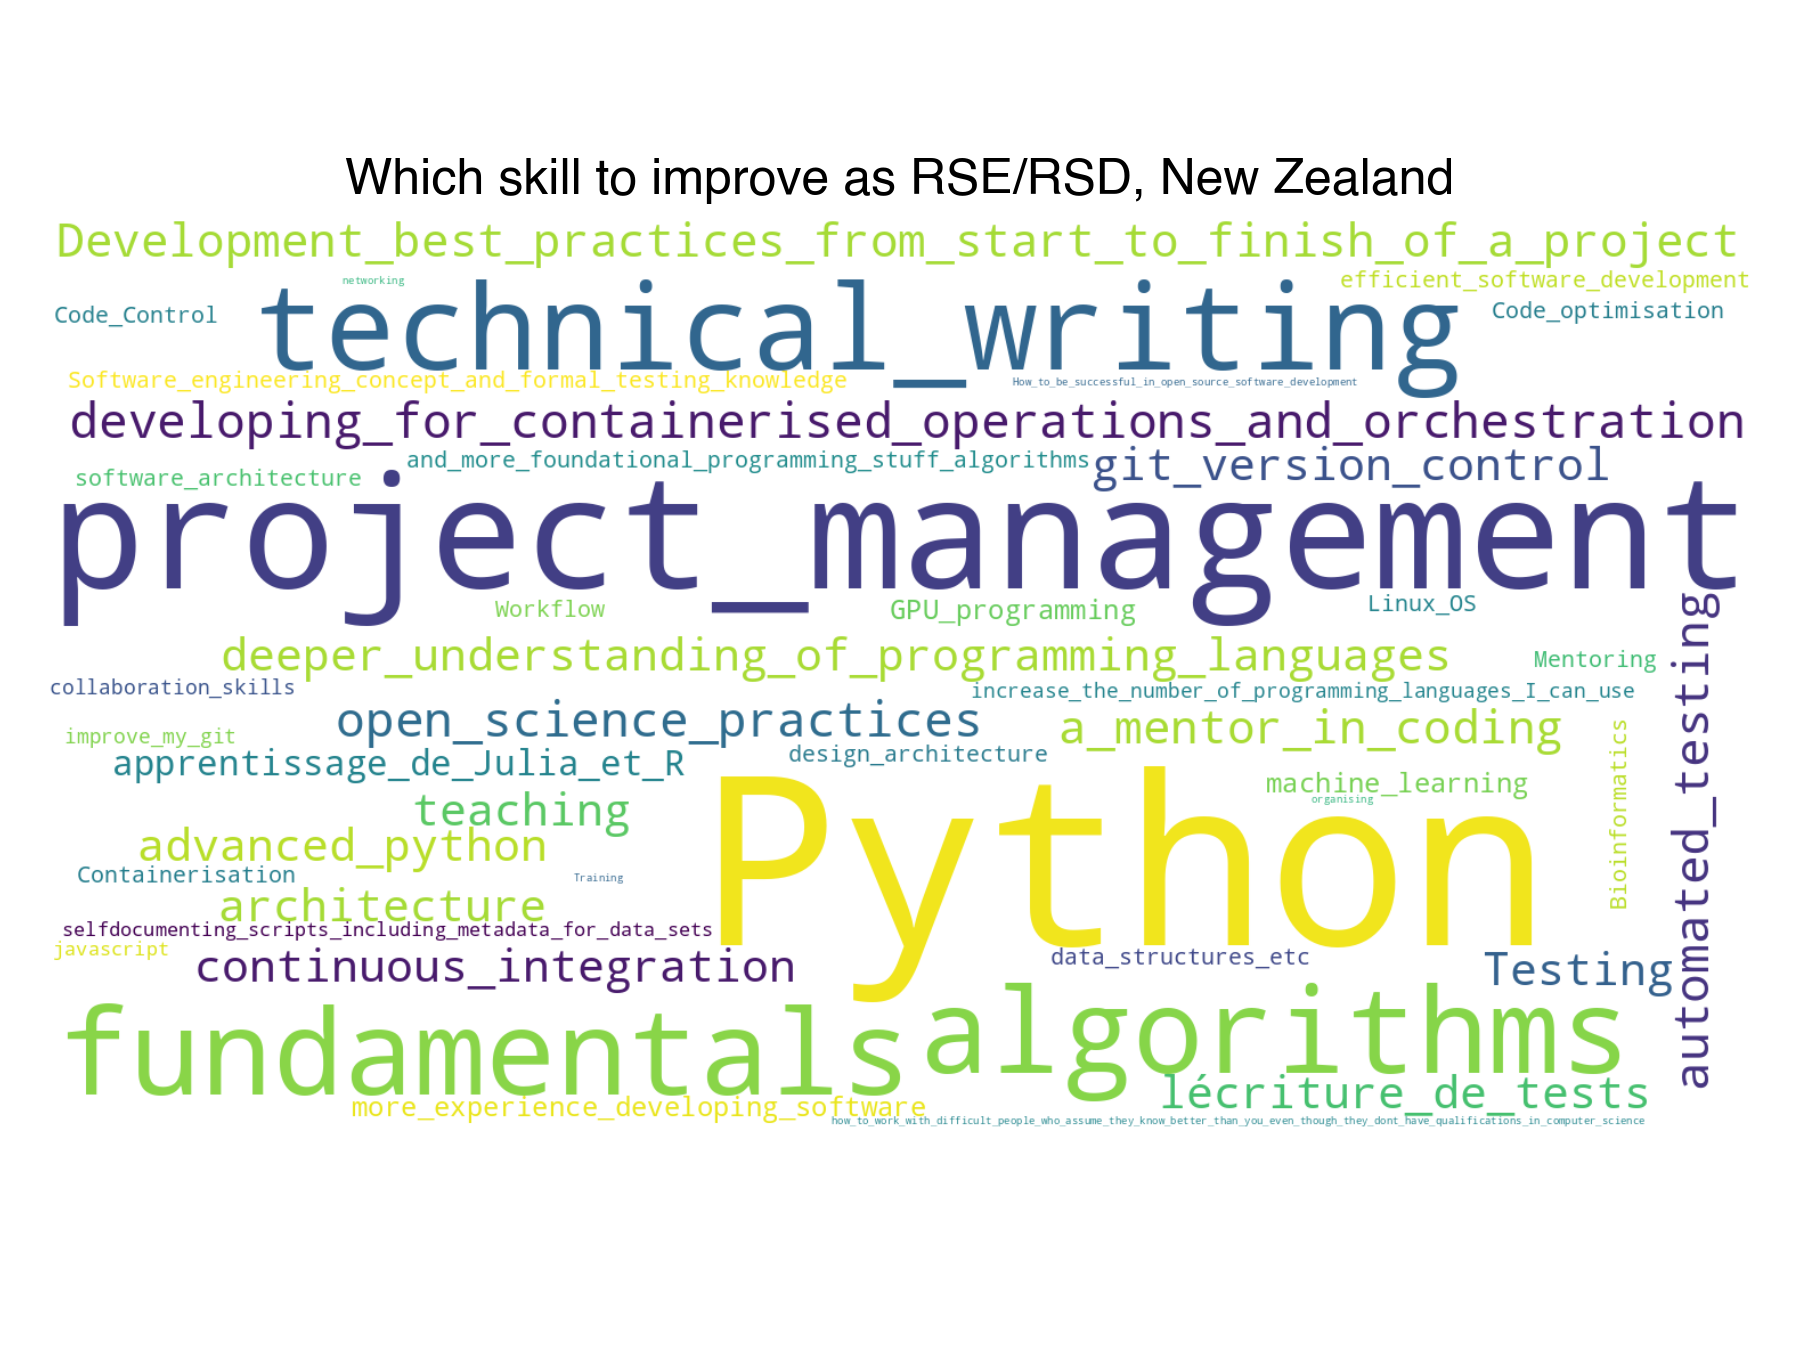 Which skill to improve as RSE/RSD, New Zealand
Development_best_practices_from_start_to_finish_of_a_project
networking
efficient_software_development
Code_Control
technical_writing
Code_optimisation
Software_engineering_concept_and_formal_testing_knowledge
How_to_be_successful_in_open_source_software_development
developing_for_containerised_operations_and_orchestration
and_more_foundational_programming_stuff_algorithms
git_version_control
software_architecture
project_management
Workflow
GPU_programming
Linux_OS
deeper_understanding_of_programming_languages
Mentoring
collaboration_skills
increase_the_number_of_programming_languages_I_can_use
automated_testing
open_science_practices
a_mentor_in_coding
improve_my_git
design_architecture
apprentissage_de_Julia_et_R
machine_learning
organising
Bioinformatics
teaching
Python
advanced_python
Containerisation
Training
architecture
selfdocumenting_scripts_including_metadata_for_data_sets
javascript
continuous_integration
data_structures_etc
Testing
fundamentals
algorithms
lécriture_de_tests
more_experience_developing_software
how_to_work_with_difficult_people_who_assume_they_know_better_than_you_even_though_they_dont_have_qualifications_in_computer_science